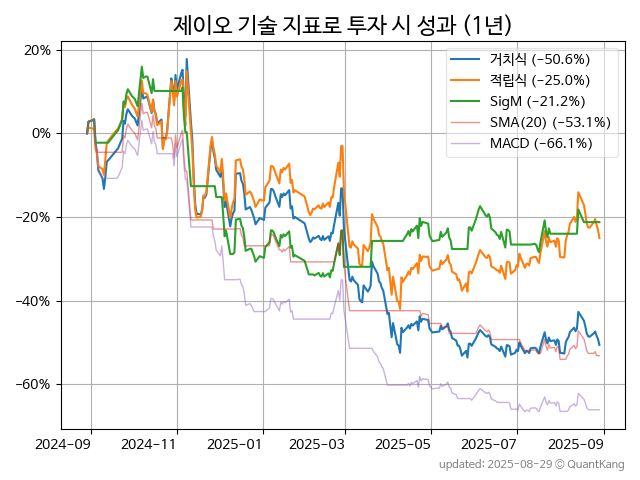 제이오 기술 지표로 투자 시 성과 (1년)
20%
0%
−20%
−40%
−60%
거치식 (−50.6%)
적립식 (−25.0%)
SigM (−21.2%)
SMA(20) (−53.1%)
MACD (−66.1%)
2024-09 2024-11 2025-01 2025-03 2025-05 2025-07 2025-09
updated: 2025-08-29 © QuantKang